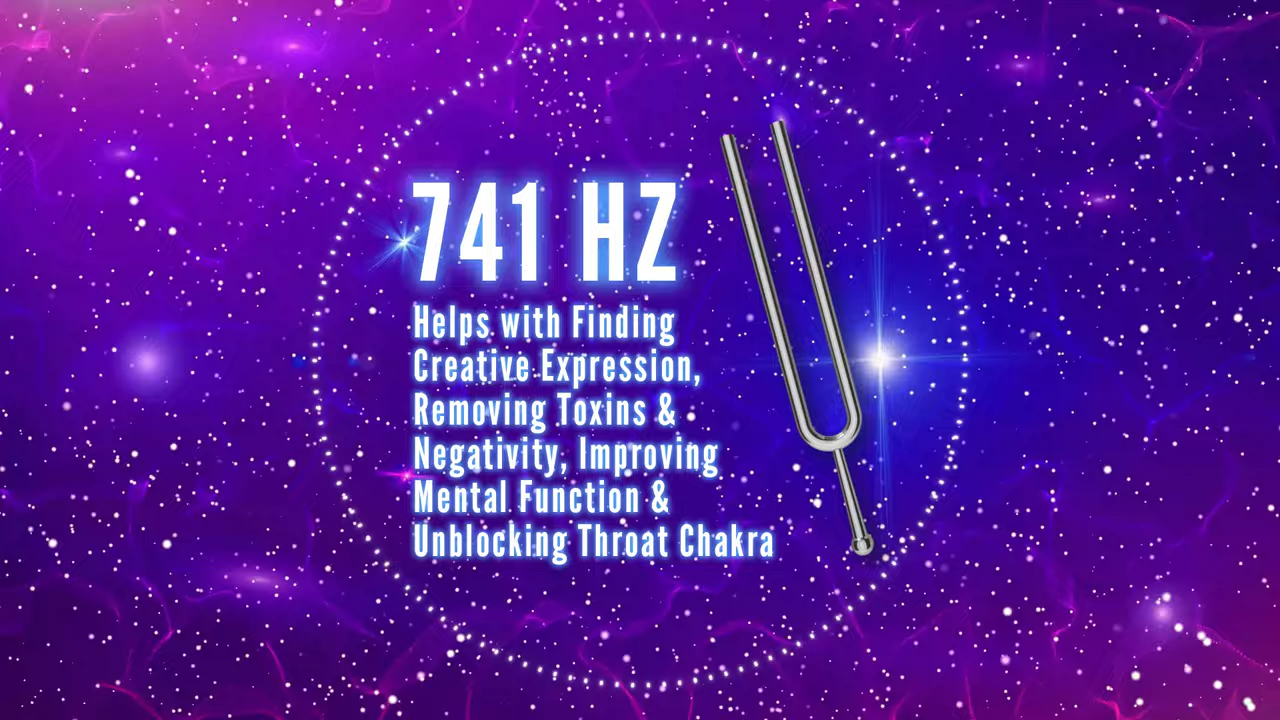 741 HZ
Helps with Finding
Creative Expression,
Removing Toxins &
Negativity, Improving
Mental Function &
Unblocking Throat Chakra